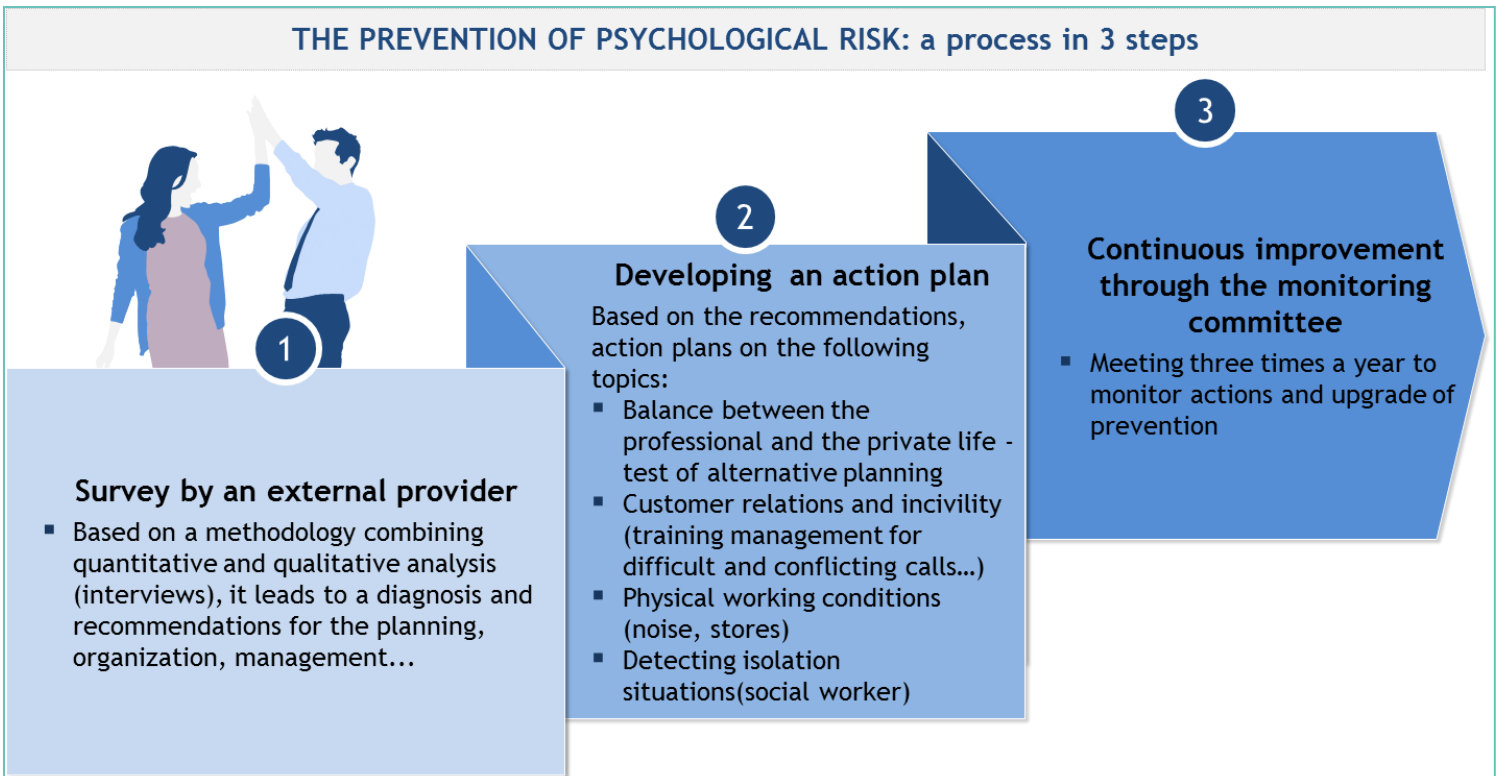 THE PREVENTION OF PSYCHOLOGICAL RISK: a process in 3 steps
1
Survey by an external provider
▪ Based on a methodology combining
quantitative and qualitative analysis
(interviews), it leads to a diagnosis and
recommendations for the planning,
organization, management...
2
Developing an action plan
Based on the recommendations,
action plans on the following
topics:
▪ Balance between the
professional and the private life -
test of alternative planning
▪ Customer relations and incivility
(training management for
difficult and conflicting calls…)
▪ Physical working conditions
(noise, stores)
▪ Detecting isolation
situations(social worker)
3
Continuous improvement
through the monitoring
committee
▪ Meeting three times a year to
monitor actions and upgrade of
prevention